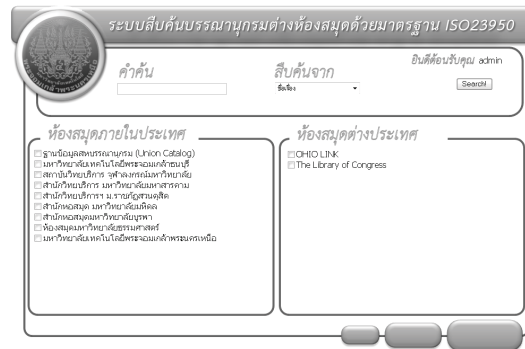 ระบบสืบค้นบรรณานุกรมต่างห้องสมุดด้วยมาตรฐาน ISO23950
ยินดีต้อนรับคุณ admin
คำค้น
สืบค้นจาก
ชื่อเรื่อง
Search!
ห้องสมุดภายในประเทศ
ฐานข้อมูลสหบรรณานุกรม (Union Catalog)
มหาวิทยาลัยเทคโนโลยีพระจอมเกล้าธนบุรี
สถาบันวิทยบริการ จุฬาลงกรณ์มหาวิทยาลัย
สำนักวิทยบริการ มหาวิทยาลัยมหาสารคาม
สำนักวิทยบริการฯ ม.ราชภัฏสวนดุสิต
สำนักหอสมุด มหาวิทยาลัยมหิดล
สำนักหอสมุดมหาวิทยาลัยบูรพา
ห้องสมุดมหาวิทยาลัยธรรมศาสตร์
มหาวิทยาลัยเทคโนโลยีพระจอมเกล้าพระนครเหนือ
ห้องสมุดต่างประเทศ
OHIO LINK
The Library of Congress